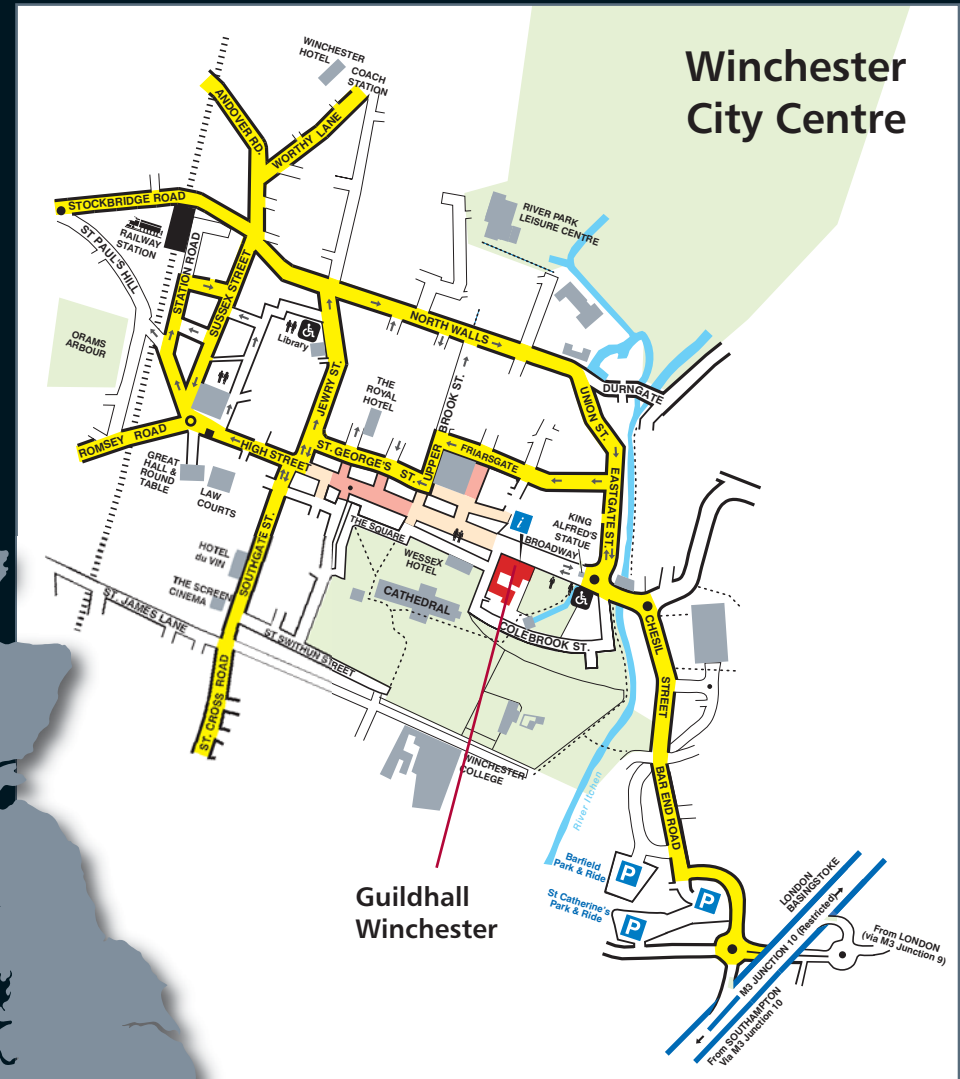 Winchester
City Centre
WINCHESTER
HOTEL
COACH
STATION
ANDOVER RD.
WORTHY LANE
STOCKBRIDGE ROAD
RAILWAY
STATION
ST PAUL'S HILL
STATION ROAD
SUSSEX STREET
RIVER PARK
LEISURE CENTRE
NORTH WALLS
ORAMS
ARBOUR
Library
JEWRY ST.
THE
ROYAL
HOTEL
UPPER BROOK ST.
UNION ST.
DURNGATE
ROMSEY ROAD
HIGH STREET
ST. GEORGE'S ST.
FRIARSGATE
EASTGATE ST.
GREAT
HALL &
ROUND
TABLE
LAW
COURTS
THE SQUARE
i
KING
ALFRED'S
STATUE
BROADWAY
HOTEL
du VIN
SOUTHGATE ST.
WESSEX
HOTEL
CATHEDRAL
THE SCREEN
CINEMA
ST. JAMES LANE
ST SWITHUN STREET
COLEBROOK ST.
CHESIL
STREET
ST. CROSS ROAD
WINCHESTER
COLLEGE
River Itchen
BAR END ROAD
Barfield
Park & Ride
P
St Catherine's
Park & Ride
P
P
Guildhall
Winchester
LONDON
BASINGSTOKE
M3 JUNCTION 10 (Restricted)
From LONDON
(via M3 Junction 9)
From SOUTHAMPTON
Via M3 Junction 10